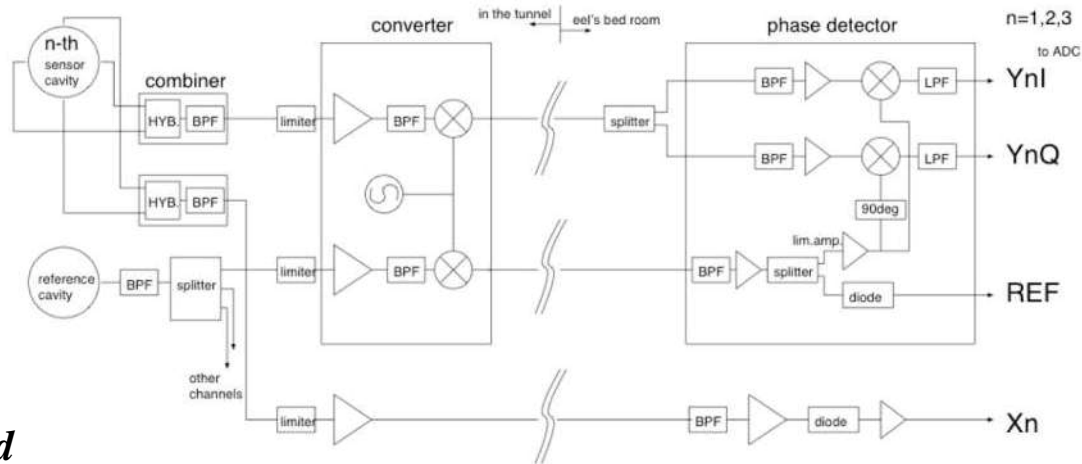 in the tunnel
eel's bed room
n=1,2,3
converter
phase detector
to ADC
n-th
sensor
cavity
combiner
HYB.
BPF
limiter
BPF
splitter
BPF
LPF
YnI
BPF
LPF
YnQ
HYB.
BPF
90deg
lim.amp.
reference
cavity
BPF
splitter
limiter
BPF
BPF
splitter
diode
REF
other
channels
limiter
BPF
diode
Xn
d